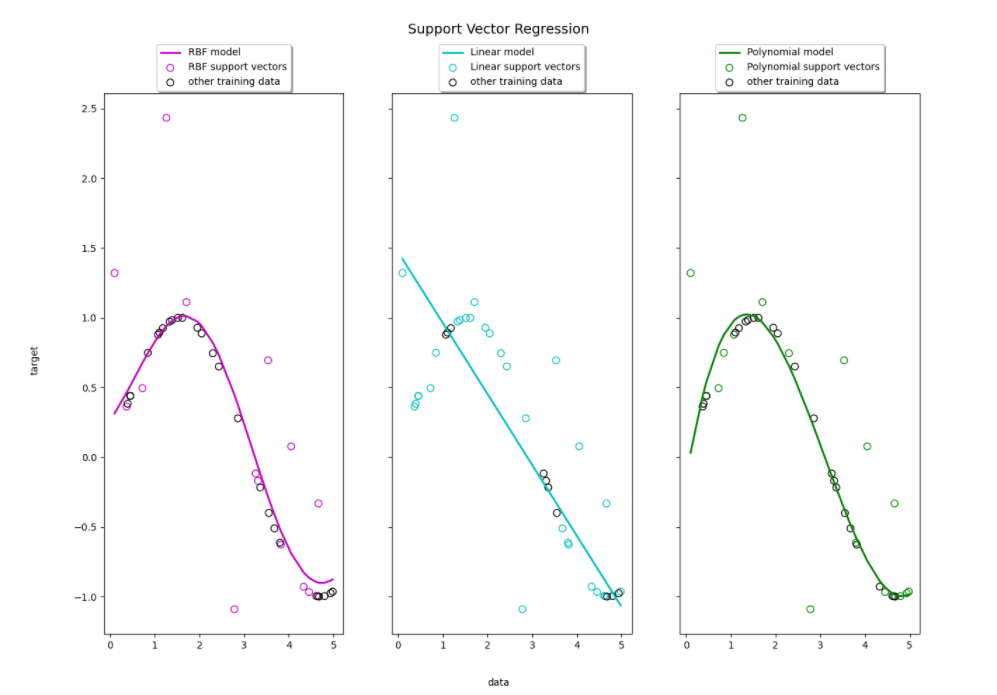 Support Vector Regression
RBF model
RBF support vectors
other training data
Linear model
Linear support vectors
other training data
Polynomial model
Polynomial support vectors
other training data
target
2.5
2.0
1.5
1.0
0.5
0.0
−0.5
−1.0
0 1 2 3 4 5
0 1 2 3 4 5
0 1 2 3 4 5
data